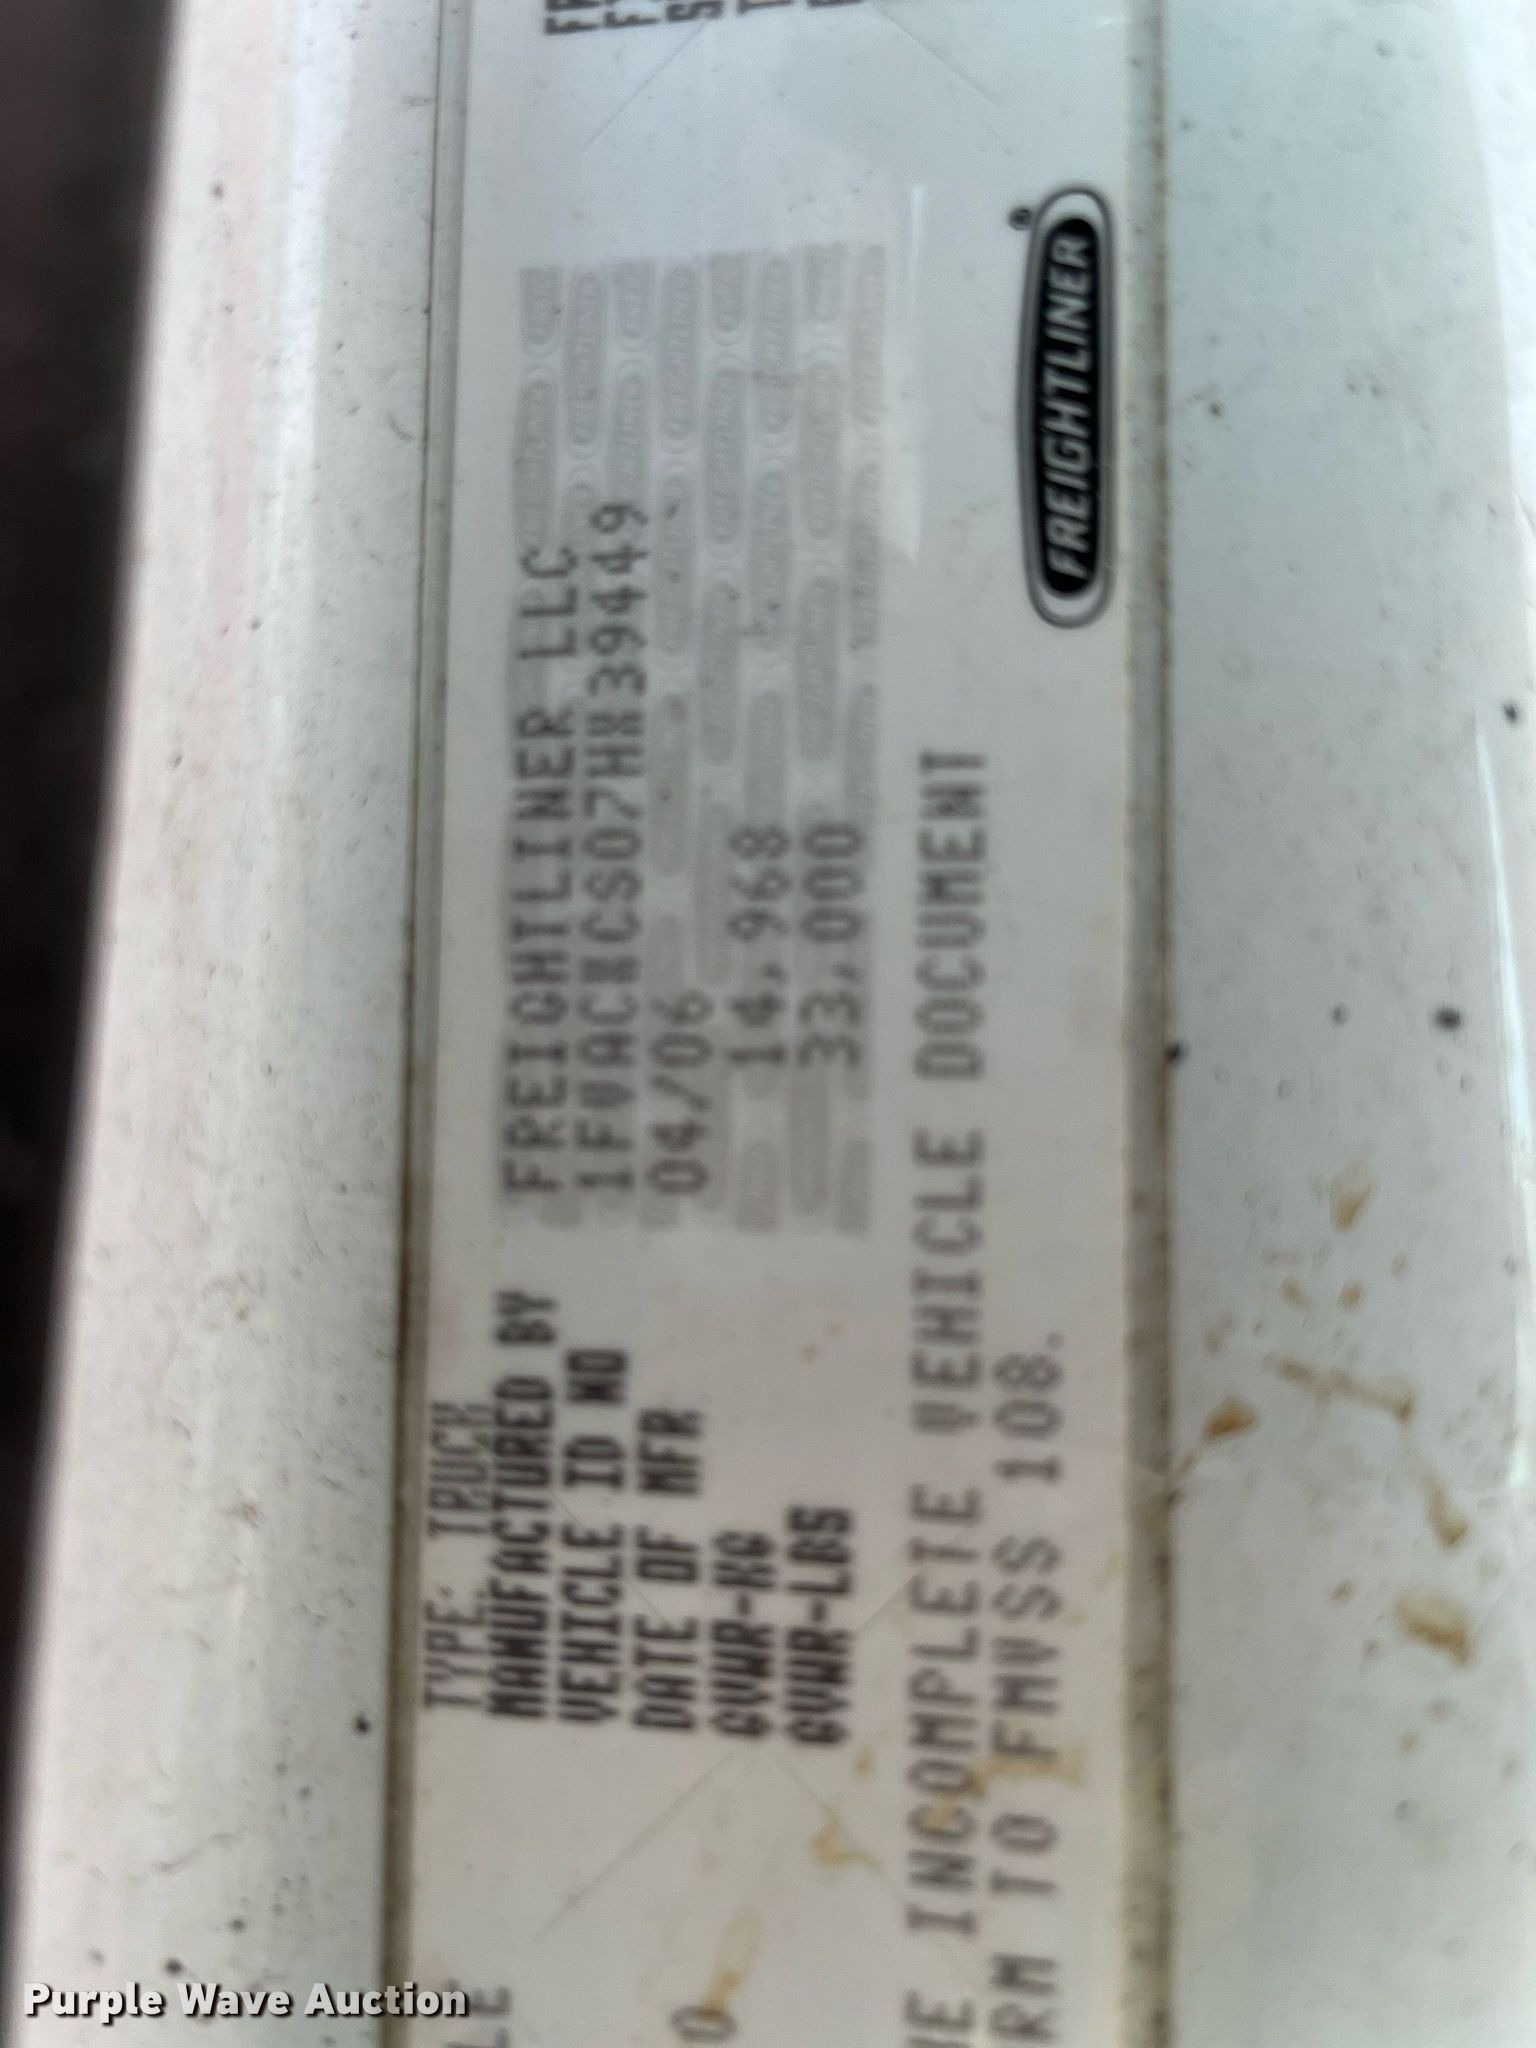 TYPE: TRUCK
MANUFACTURED BY FREIGHTLINER LLC
VEHICLE ID NO 1FVACXCS07HX39449
DATE OF MFR 04/06
GVWR-KG 14,968
GVWR-LBS 33,000
INCOMPLETE VEHICLE DOCUMENT
TO FMVSS 108.
FREIGHTLINER®
Purple Wave Auction